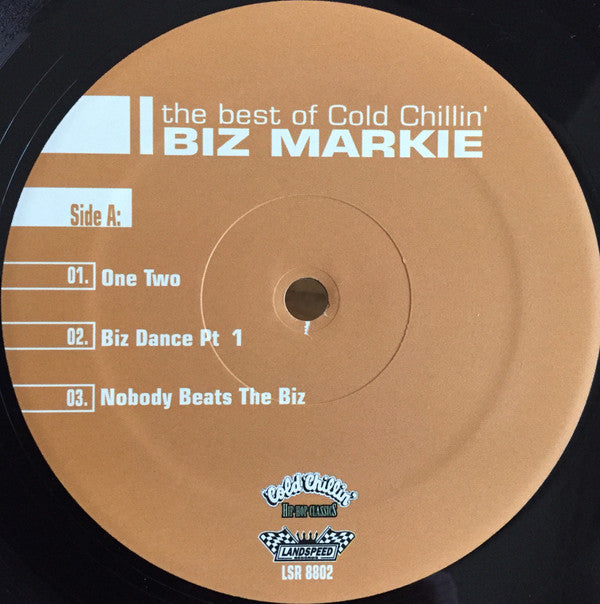 the best of Cold Chillin'
BIZ MARKIE
Side A:
01. One Two
02. Biz Dance Pt 1
03. Nobody Beats The Biz
Cold Chillin'
HIP-HOP CLASSICS
LANDSPEED
RECORDS
LSR 8802